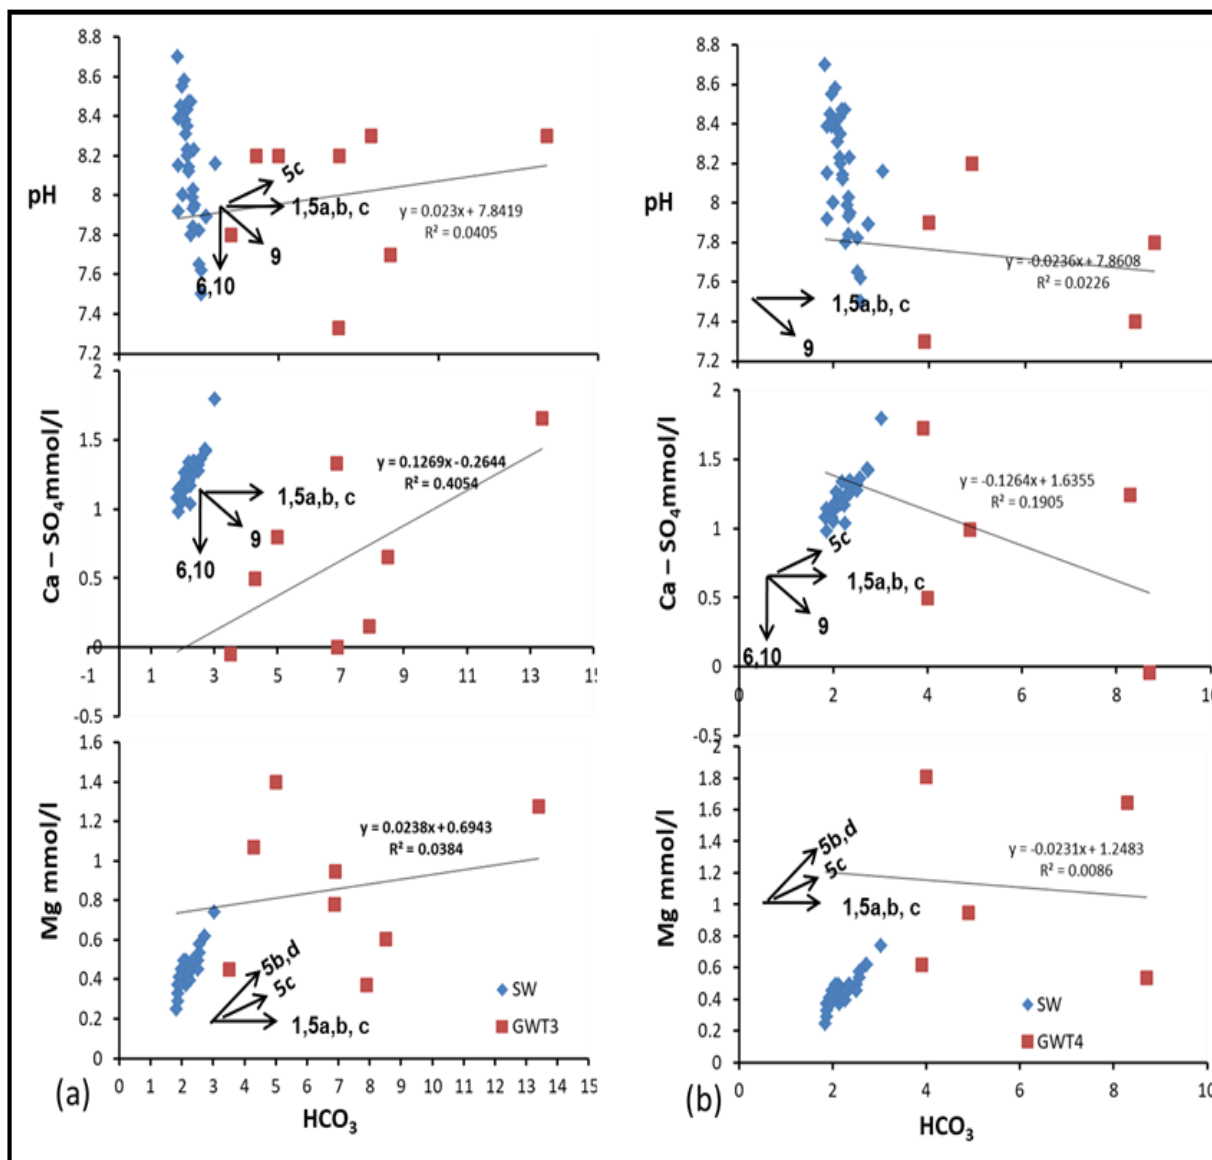 8.8
8.6
8.4
8.2
8
7.8
7.6
7.4
7.2
pH
5c
1,5a,b, c
9
6,10
y = 0.023x + 7.8419
R² = 0.0405
2
1.5
1
0.5
0
-0.5
Ca – SO₄mmol/l
y = 0.1269x - 0.2644
R² = 0.4054
1,5a,b, c
9
6,10
-1 1 3 5 7 9 11 13 15
1.6
1.4
1.2
1
0.8
0.6
0.4
0.2
0
Mg mmol/l
y = 0.0238x + 0.6943
R² = 0.0384
5b,d
5c
1,5a,b, c
SW
GWT3
0 1 2 3 4 5 6 7 8 9 10 11 12 13 14 15
(a)
HCO₃
8.8
8.6
8.4
8.2
8
7.8
7.6
7.4
7.2
pH
y = -0.0236x + 7.8608
R² = 0.0226
1,5a,b, c
9
2
1.5
1
0.5
0
-0.5
Ca – SO₄mmol/l
y = -0.1264x + 1.6355
R² = 0.1905
5c
1,5a,b, c
9
6,10
0 2 4 6 8 10
2
1.8
1.6
1.4
1.2
1
0.8
0.6
0.4
0.2
0
Mg mmol/l
5b,d
5c
1,5a,b, c
y = -0.0231x + 1.2483
R² = 0.0086
SW
GWT4
0 2 4 6 8 10
(b)
HCO₃